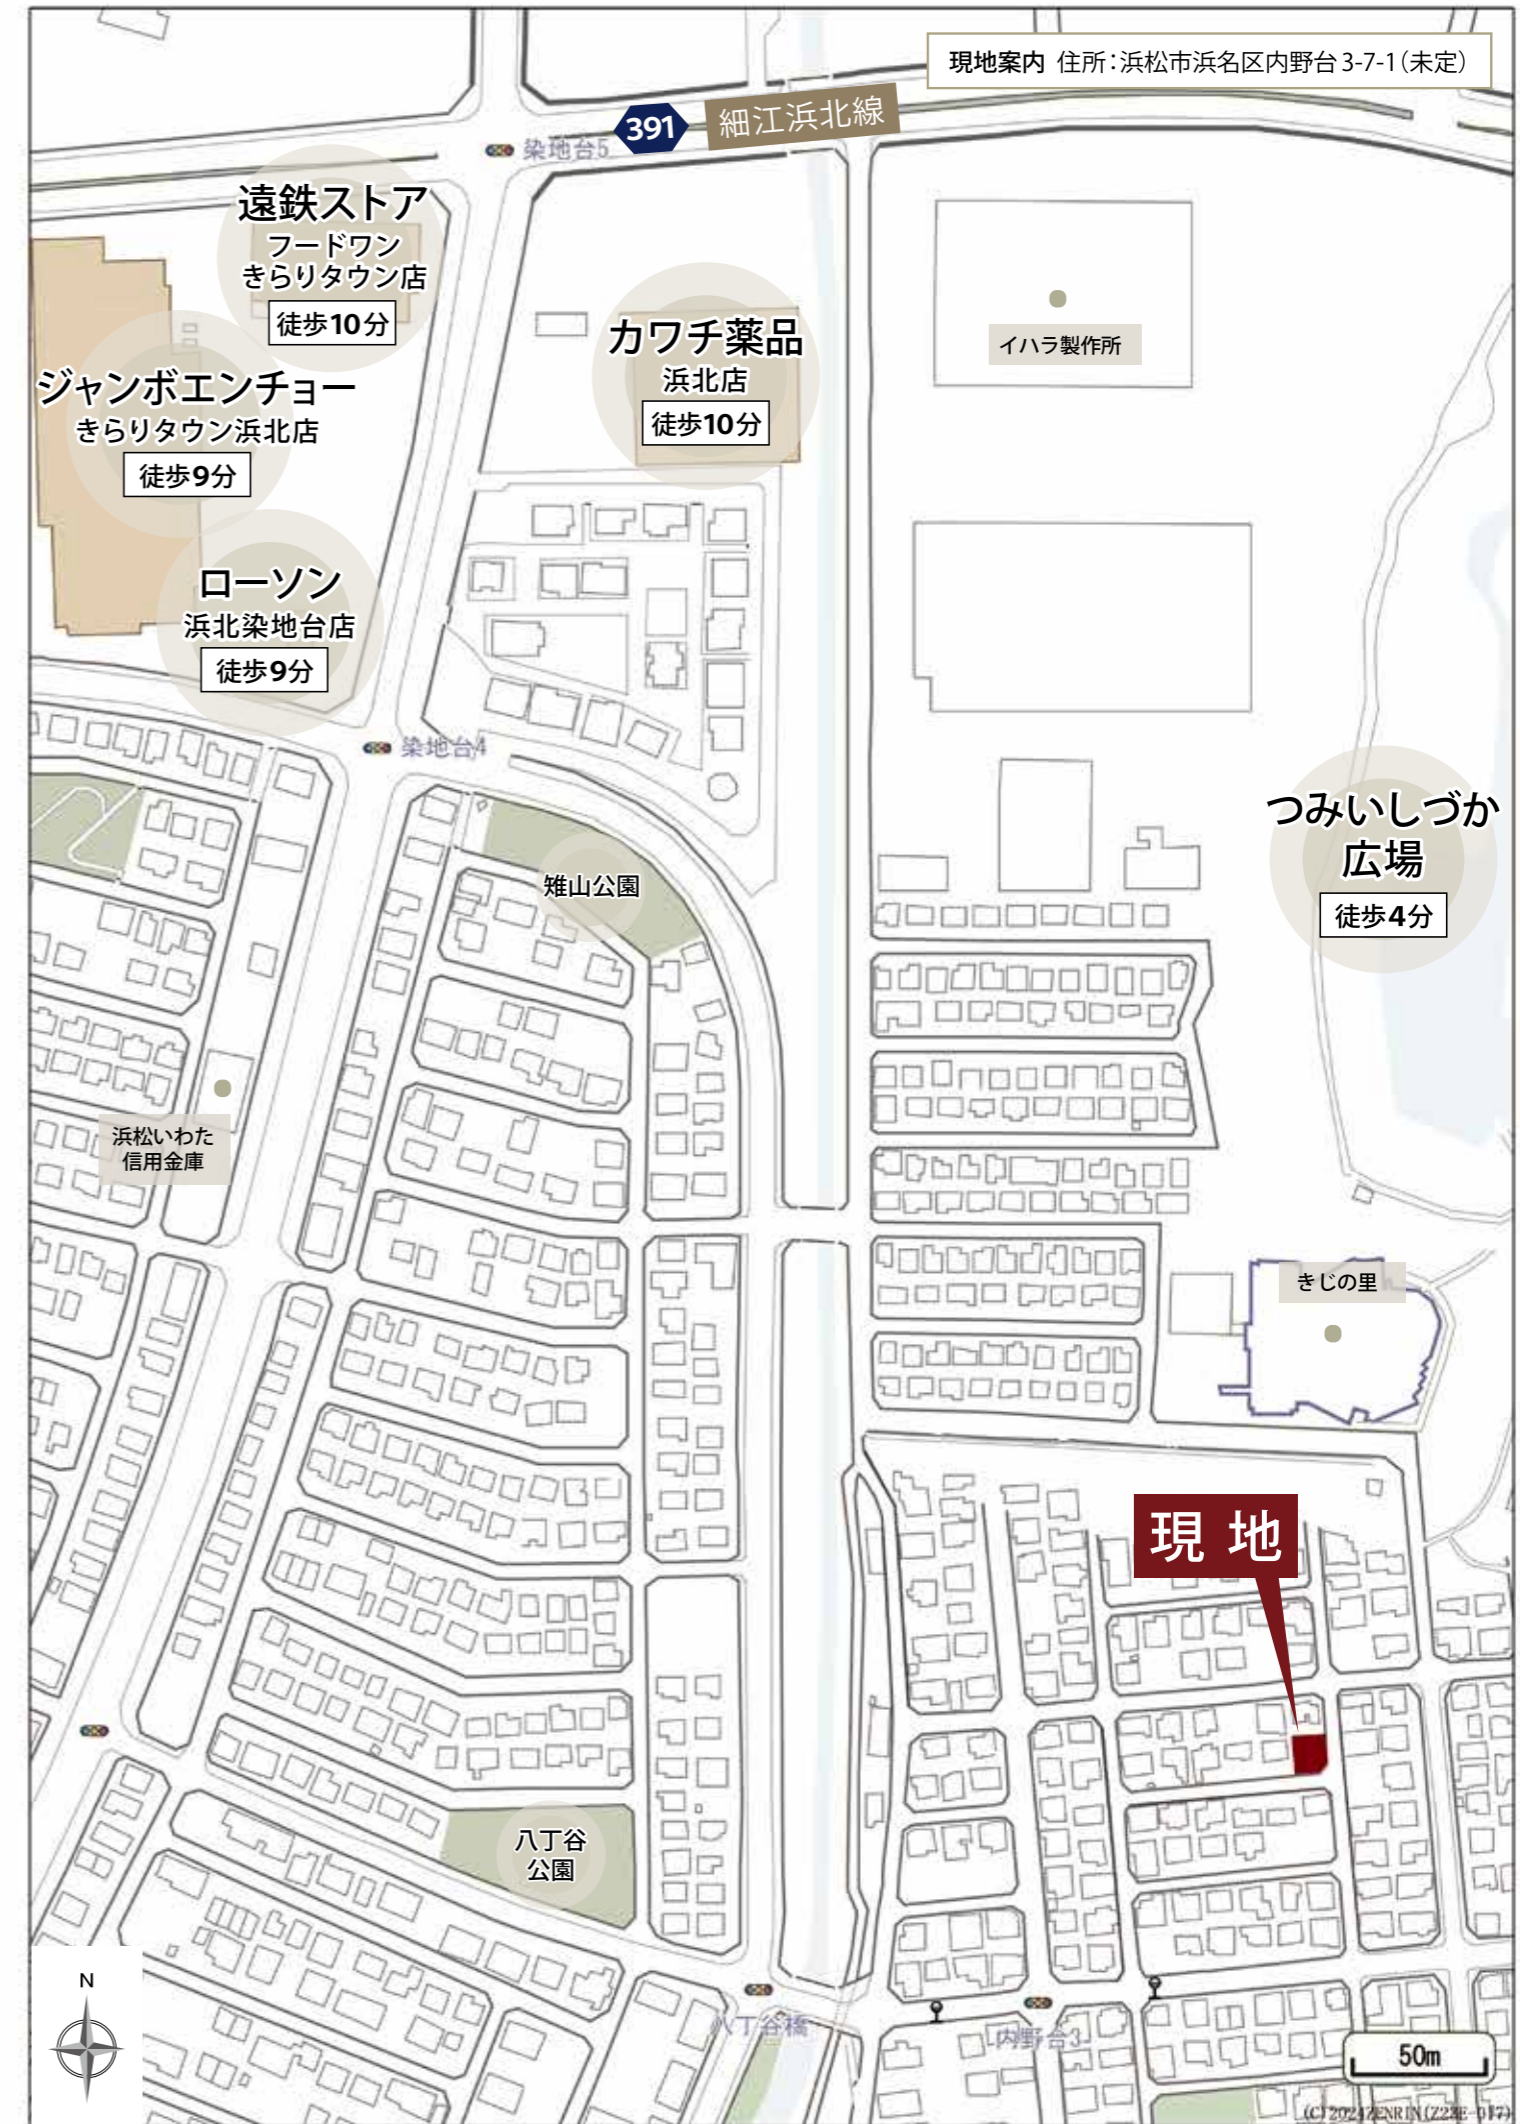 現地案内 住所：浜松市浜名区内野台3-7-1（未定）
391
細江浜北線
染地台5
遠鉄ストア
フードワン
きらりタウン店
徒歩10分
カワチ薬品
浜北店
徒歩10分
イハラ製作所
ジャンボエンチョー
きらりタウン浜北店
徒歩9分
ローソン
浜北染地台店
徒歩9分
染地台4
つみいしづか
広場
徒歩4分
雉山公園
浜松いわた
信用金庫
きじの里
現地
八丁谷
公園
N
八丁谷橋
内野台3
50m
(C)2024ZENRIN(Z23E-017)